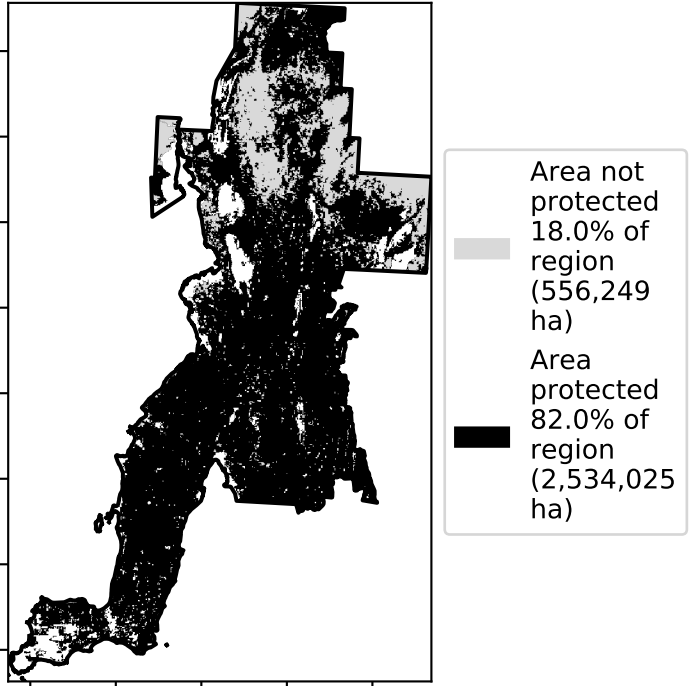 Area not
protected
18.0% of
region
(556,249
ha)
Area
protected
82.0% of
region
(2,534,025
ha)